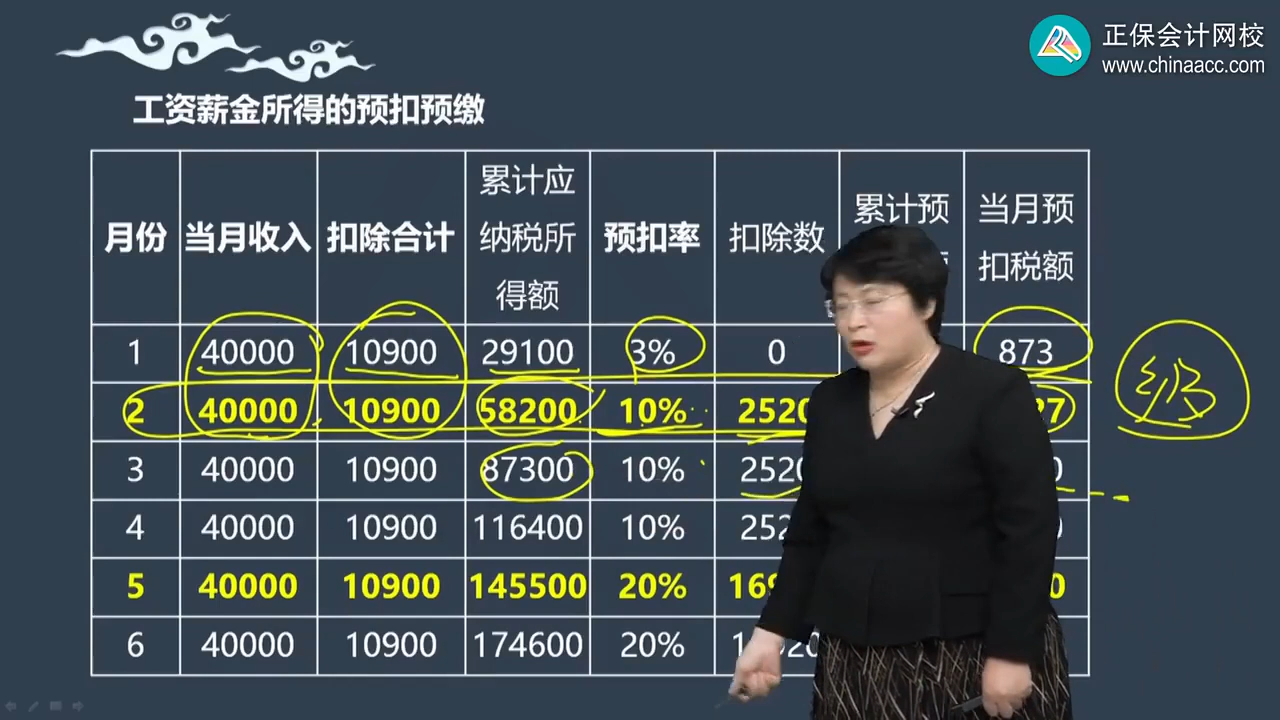 正保会计网校
www.chinaacc.com
工资薪金所得的预扣预缴
月份 当月收入 扣除合计 累计应纳税所得额 预扣率 扣除数 累计预 当月预扣税额
1 40000 10900 29100 3% 0 873
2 40000 10900 58200 10% 2520
3 40000 10900 87300 10% 2520
4 40000 10900 116400 10%
5 40000 10900 145500 20%
6 40000 10900 174600 20%
级